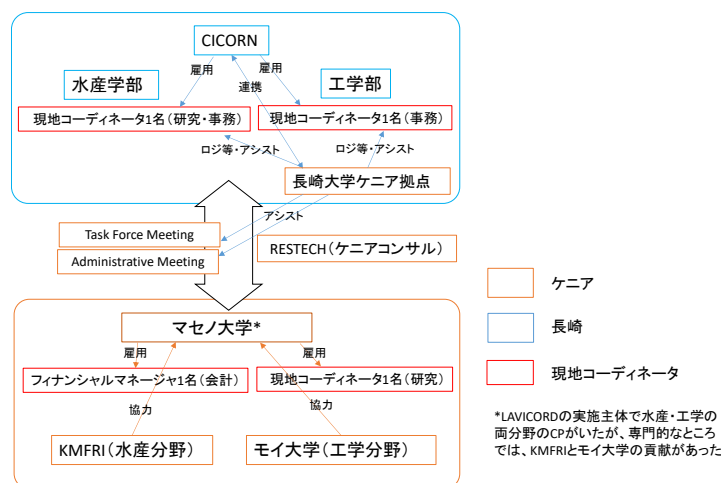 CICORN
雇用
雇用
水産学部
連携
工学部
現地コーディネータ1名(研究・事務)
現地コーディネータ1名(事務)
ロジ等・アシスト
ロジ等・アシスト
長崎大学ケニア拠点
アシスト
Task Force Meeting
Administrative Meeting
RESTECH(ケニアコンサル)
マセノ大学*
雇用
雇用
フィナンシャルマネージャ1名(会計)
現地コーディネータ1名(研究)
協力
協力
KMFRI(水産分野)
モイ大学(工学分野)
ケニア
長崎
現地コーディネータ
*LAVICORDの実施主体で水産・工学の
両分野のCPがいたが、専門的なところ
では、KMFRIとモイ大学の貢献があった